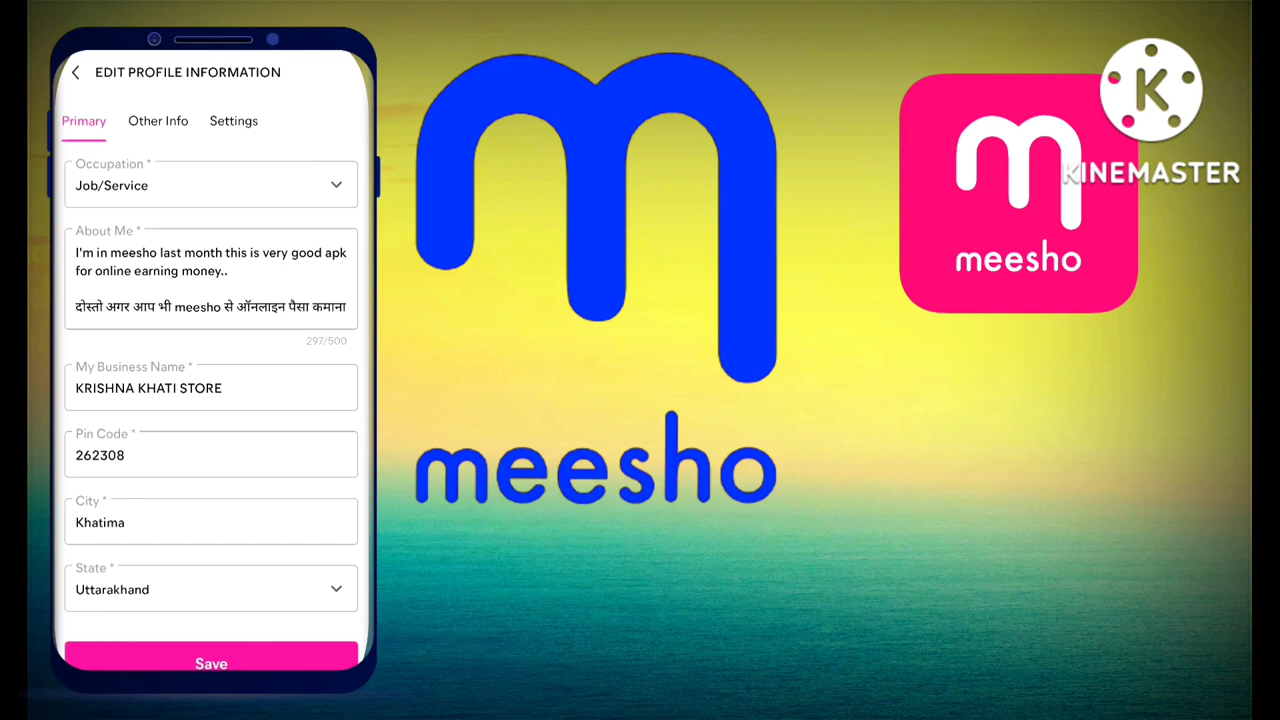 EDIT PROFILE INFORMATION
Primary Other Info Settings
Occupation *
Job/Service
About Me *
I'm in meesho last month this is very good apk
for online earning money..
दोस्तो अगर आप भी meesho से ऑनलाइन पैसा कमाना
297/500
My Business Name *
KRISHNA KHATI STORE
Pin Code *
262308
City *
Khatima
State *
Uttarakhand
Save
meesho
meesho
K
KINEMASTER